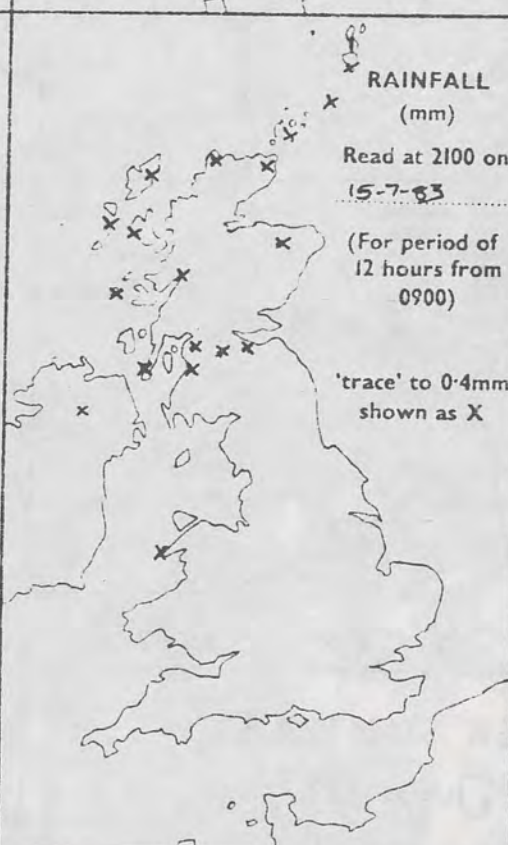 RAINFALL
(mm)
Read at 2100 on
15-7-83
(For period of
12 hours from
0900)
'trace' to 0·4mm
shown as X